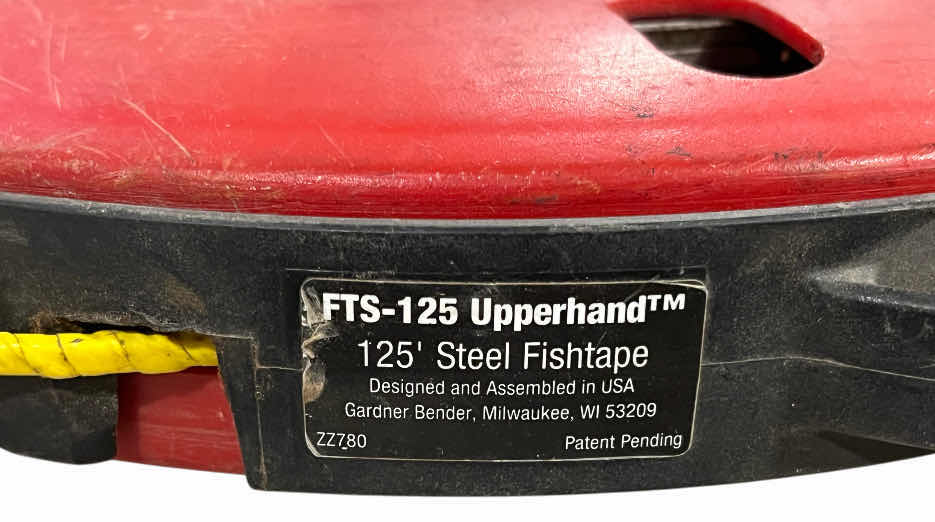 FTS-125 Upperhand™
125' Steel Fishtape
Designed and Assembled in USA
Gardner Bender, Milwaukee, WI 53209
ZZ780 Patent Pending